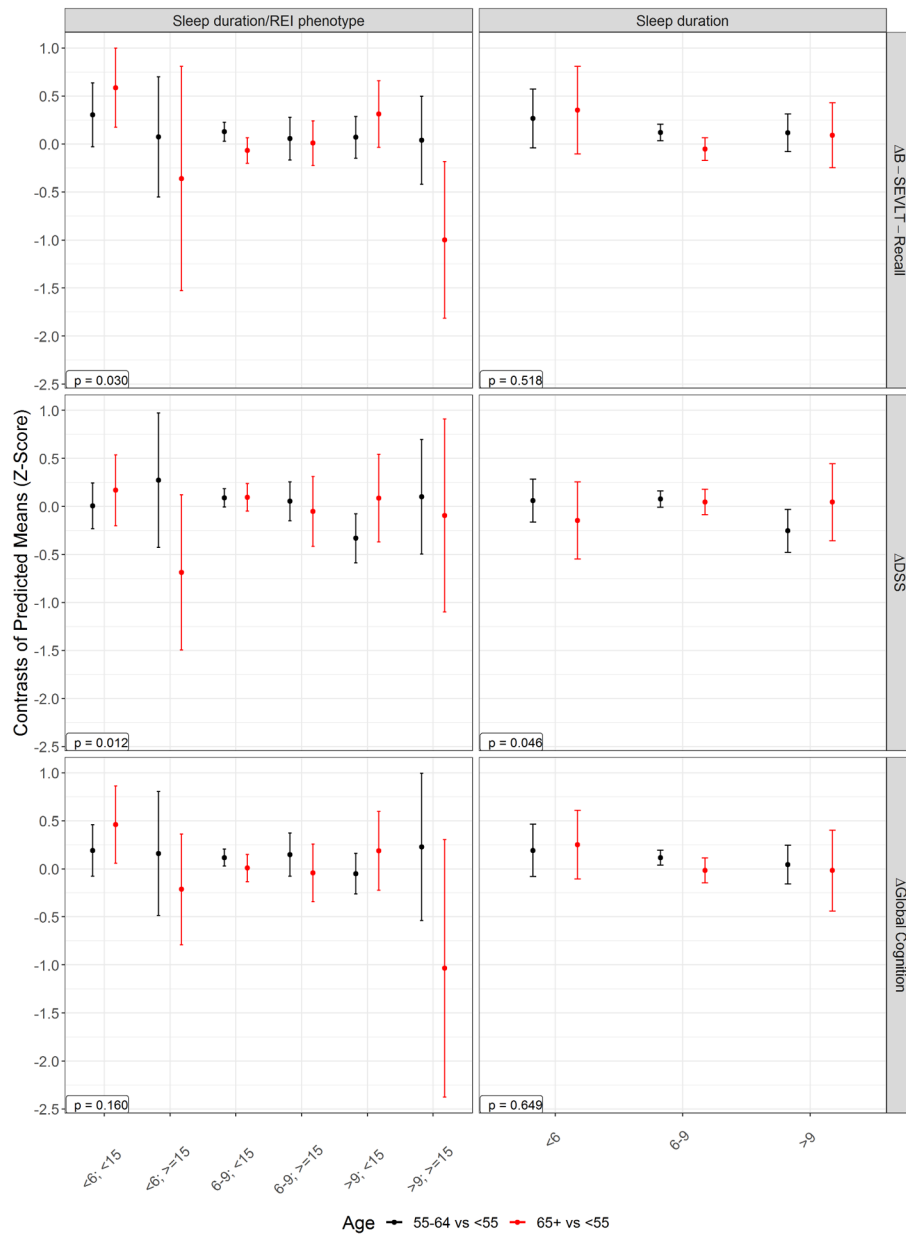 Sleep duration/REI phenotype
Sleep duration
1.0
0.5
0.0
-0.5
-1.0
-1.5
-2.0
-2.5
p = 0.030
p = 0.518
ΔB – SEVLT – Recall
1.0
0.5
0.0
-0.5
-1.0
-1.5
-2.0
-2.5
p = 0.012
p = 0.046
ΔDSS
Contrasts of Predicted Means (Z-Score)
1.0
0.5
0.0
-0.5
-1.0
-1.5
-2.0
-2.5
p = 0.160
p = 0.649
ΔGlobal Cognition
<6; <15
<6; >=15
6-9; <15
6-9; >=15
>9; <15
>9; >=15
<6
6-9
>9
Age 55-64 vs <55 65+ vs <55